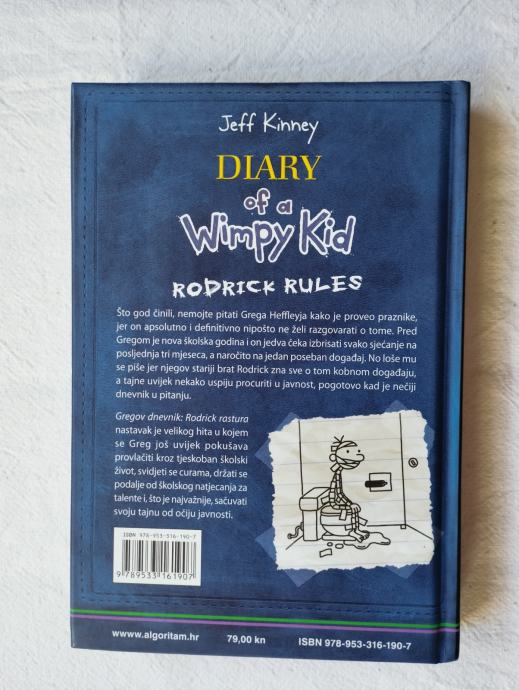 Jeff Kinney
DIARY
of a
Wimpy Kid
RODRICK RULES
Što god činili, nemojte pitati Grega Heffleyja kako je proveo praznike,
jer on apsolutno i definitivno nipošto ne želi razgovarati o tome. Pred
Gregom je nova školska godina i on jedva čeka izbrisati svako sjećanje na
posljednja tri mjeseca, a naročito na jedan poseban događaj. No loše mu
se piše jer njegov stariji brat Rodrick zna sve o tom kobnom događaju,
a tajne uvijek nekako uspiju procuriti u javnost, pogotovo kad je nečiji
dnevnik u pitanju.
Gregov dnevnik: Rodrick rastura
nastavak je velikog hita u kojem
se Greg još uvijek pokušava
provlačiti kroz tjeskoban školski
život, svidjeti se curama, držati se
podalje od školskog natjecanja za
talente i, što je najvažnije, sačuvati
svoju tajnu od očiju javnosti.
ISBN 978-953-316-190-7
9 789533 161907
www.algoritam.hr
79,00 kn
ISBN 978-953-316-190-7